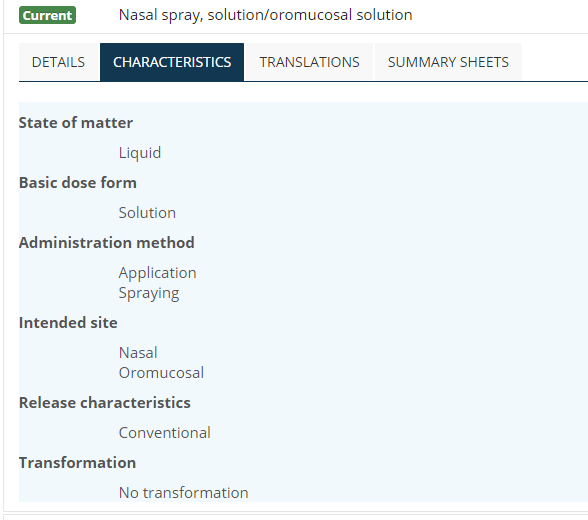 Current Nasal spray, solution/oromucosal solution
DETAILS CHARACTERISTICS TRANSLATIONS SUMMARY SHEETS
State of matter
Liquid
Basic dose form
Solution
Administration method
Application
Spraying
Intended site
Nasal
Oromucosal
Release characteristics
Conventional
Transformation
No transformation